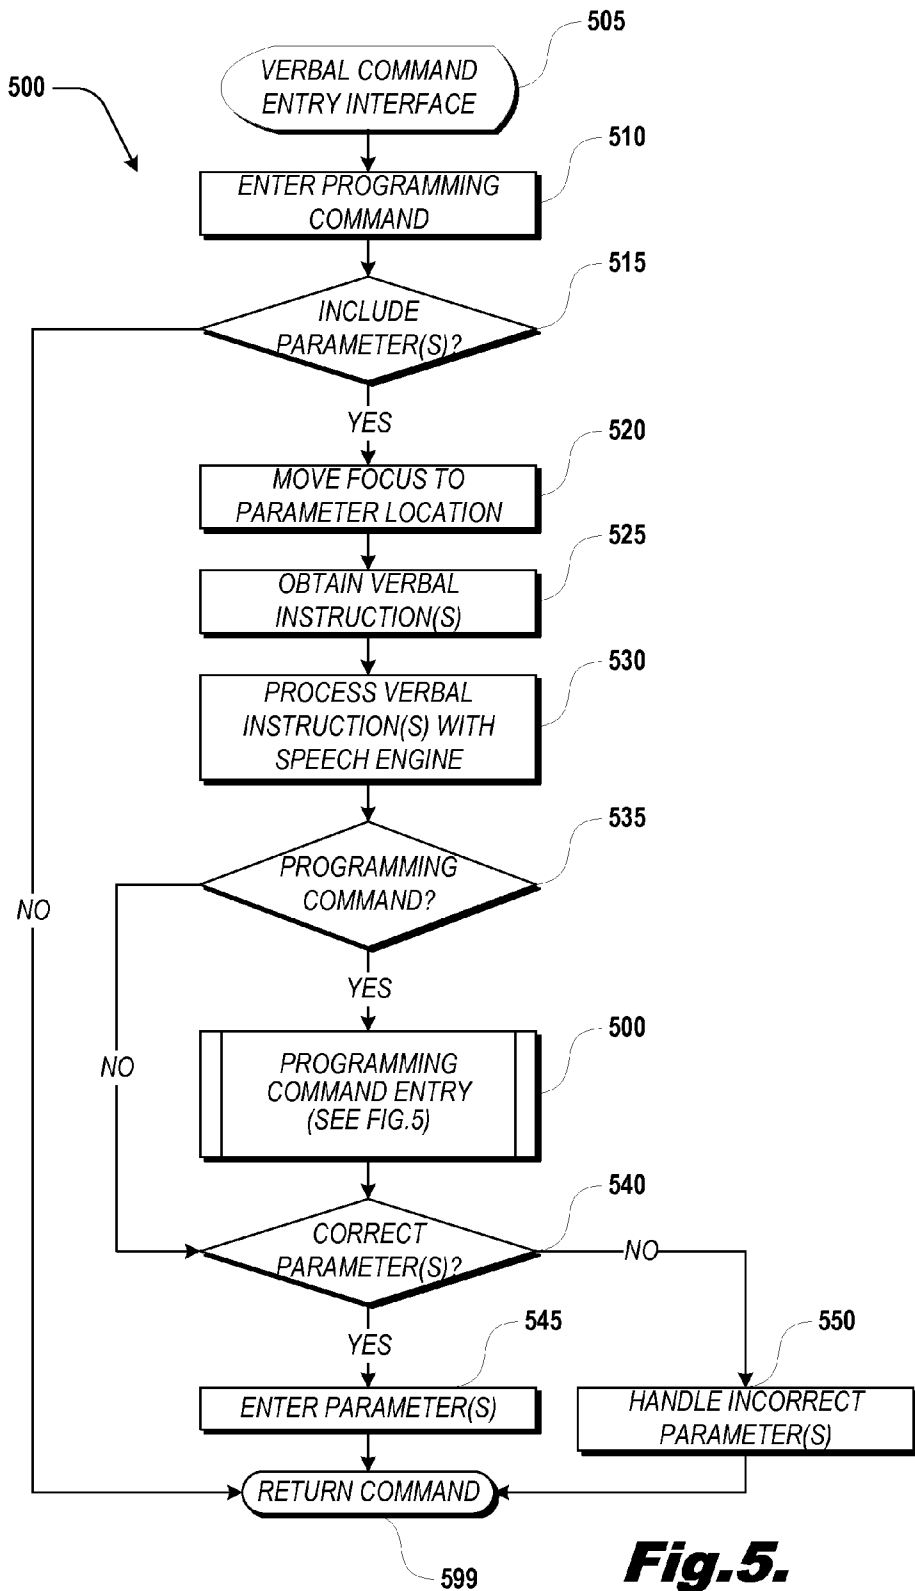 505
VERBAL COMMAND
ENTRY INTERFACE
500
510
ENTER PROGRAMMING
COMMAND
515
INCLUDE
PARAMETER(S)?
YES
520
MOVE FOCUS TO
PARAMETER LOCATION
525
OBTAIN VERBAL
INSTRUCTION(S)
530
PROCESS VERBAL
INSTRUCTION(S) WITH
SPEECH ENGINE
535
PROGRAMMING
COMMAND?
NO
YES
500
NO
PROGRAMMING
COMMAND ENTRY
(SEE FIG.5)
540
CORRECT
PARAMETER(S)?
NO
YES
545
550
ENTER PARAMETER(S)
HANDLE INCORRECT
PARAMETER(S)
RETURN COMMAND
599
Fig.5.